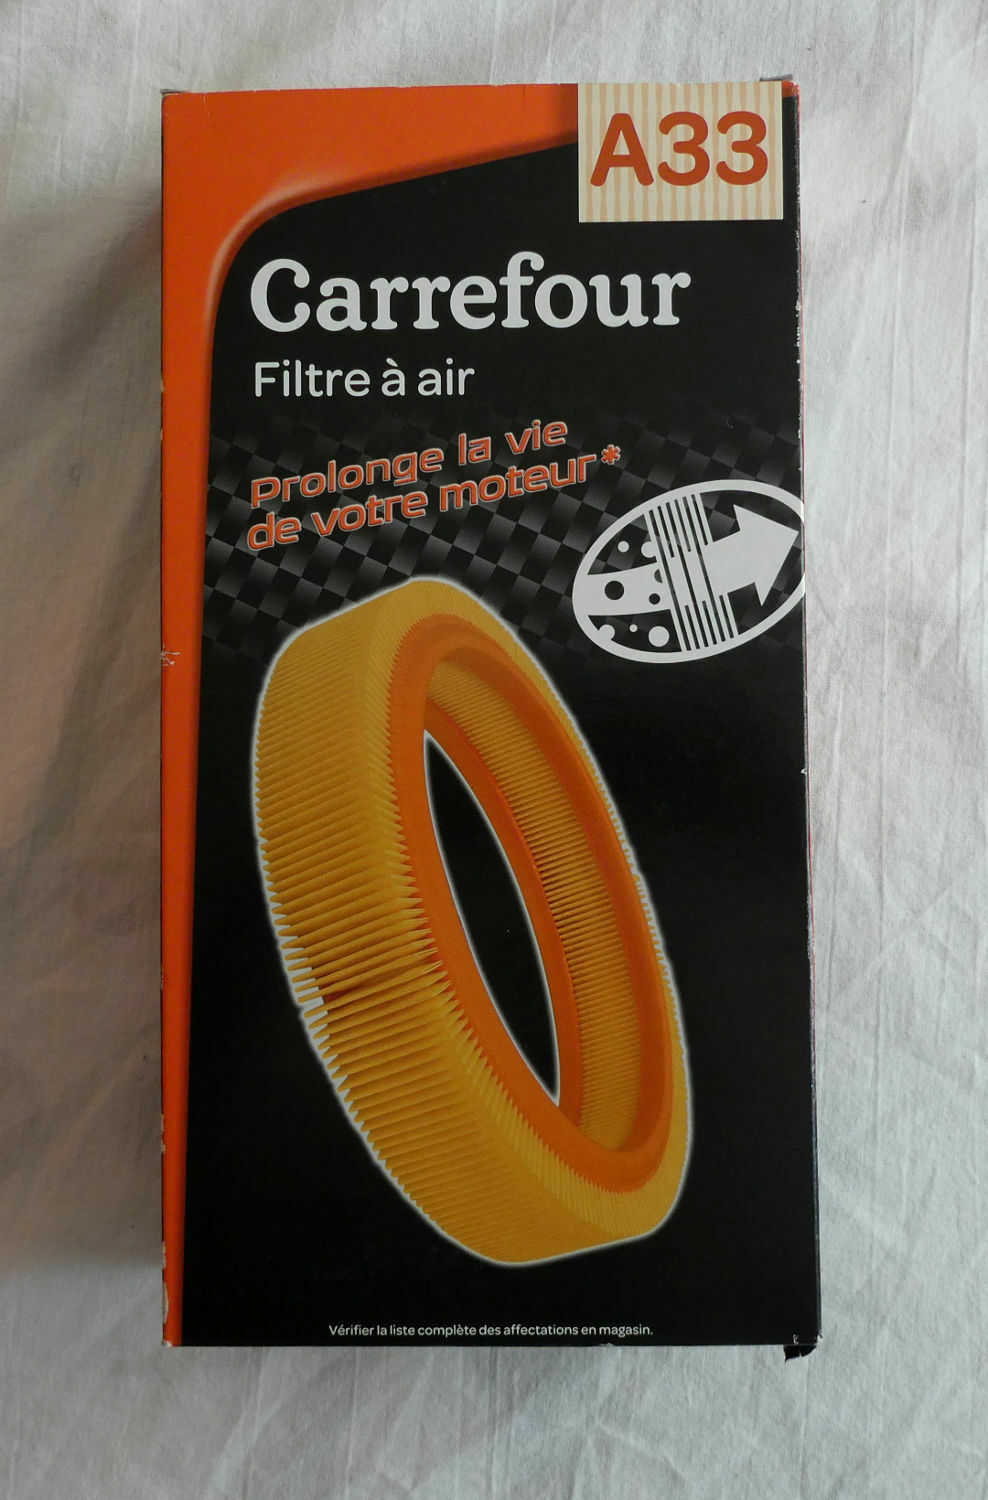 A33
Carrefour
Filtre à air
Prolonge la vie
de votre moteur*
Vérifier la liste complète des affectations en magasin.